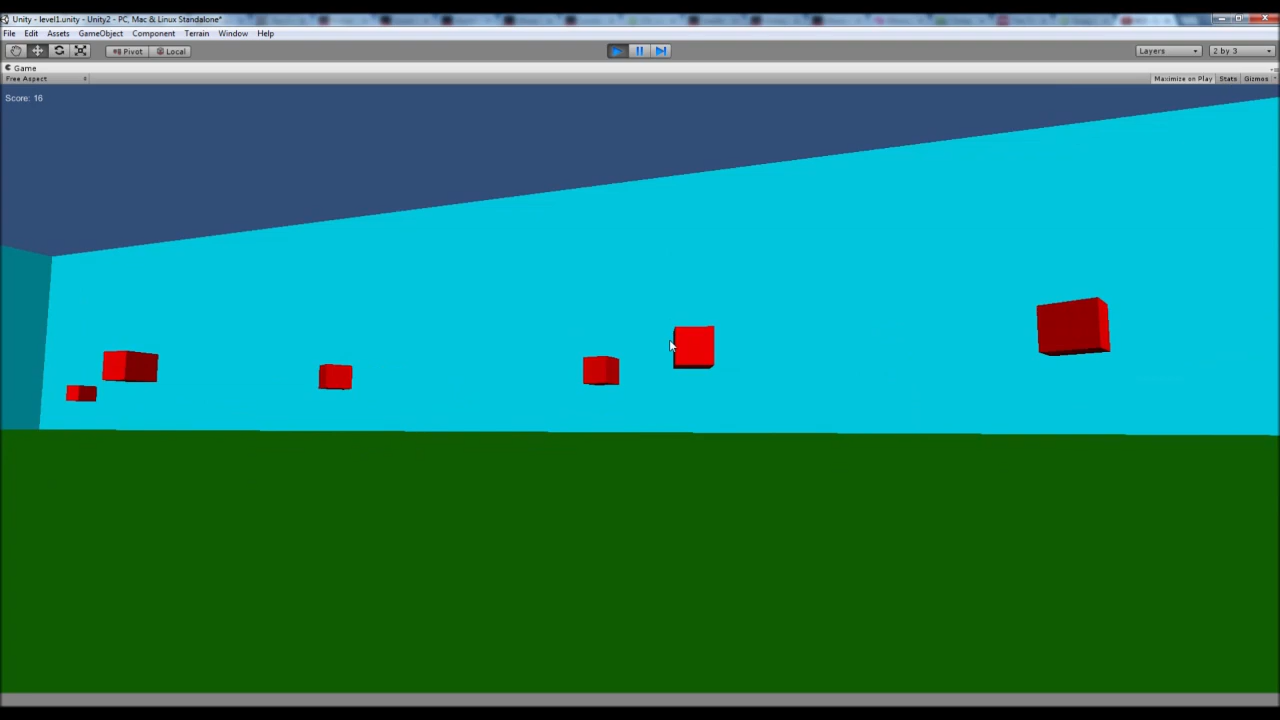 Unity - level1.unity - Unity2 - PC, Mac & Linux Standalone*
File Edit Assets GameObject Component Terrain Window Help
Pivot Local Layers 2 by 3
Game
Free Aspect Maximize on Play Stats Gizmos
Score: 16